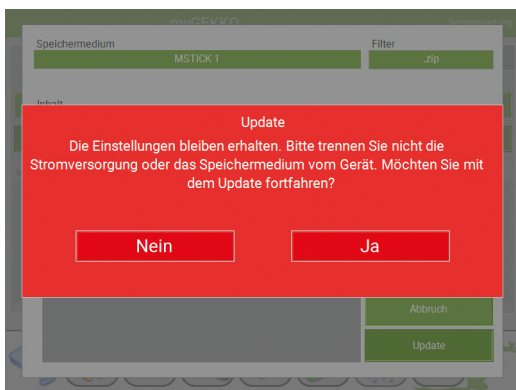 myGEKKO
Speichermedium
Filter
MSTICK 1
.zip
Inhalt
Update
Die Einstellungen bleiben erhalten. Bitte trennen Sie nicht die
Stromversorgung oder das Speichermedium vom Gerät. Möchten Sie mit
dem Update fortfahren?
Nein
Ja
Abbruch
Update